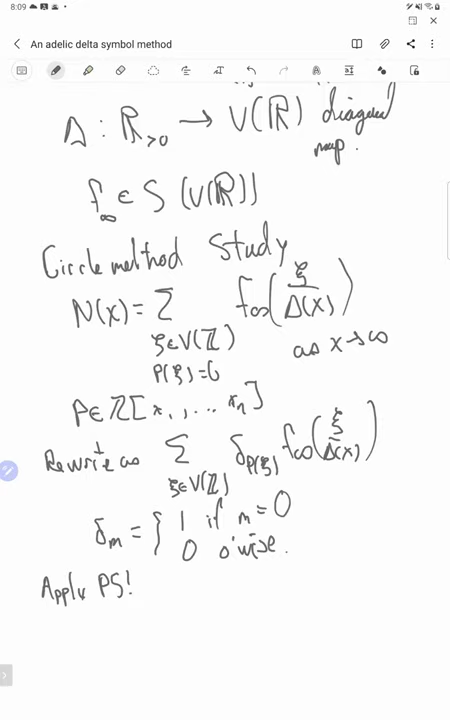 8:09
An adelic delta symbol method
Δ : ℝ>0 → V(ℝ) diagonal
map.
f∞ ∈ S (V(ℝ))
Circle method Study
N(X) = Σ f∞(ξ/Δ(X))
ξ∈V(ℤ)
P(ξ)=0
as X→∞
P∈ℤ[x₁, ... xₙ]
Rewrite as Σ δP(ξ) f∞(ξ/Δ(X))
ξ∈V(ℤ)
δm = { 1 if m = 0
0 o'wise.
Apply PS!